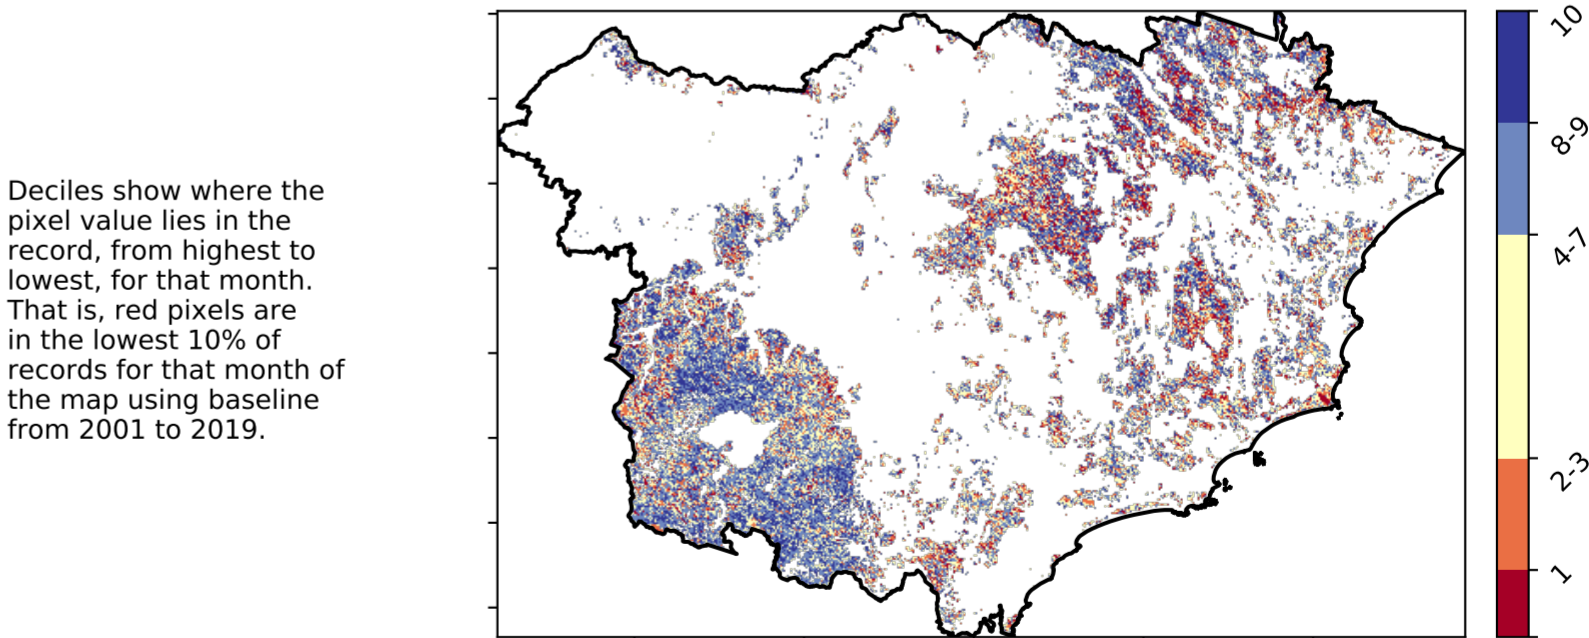 Deciles show where the
pixel value lies in the
record, from highest to
lowest, for that month.
That is, red pixels are
in the lowest 10% of
records for that month of
the map using baseline
from 2001 to 2019.
10
8-9
4-7
2-3
1